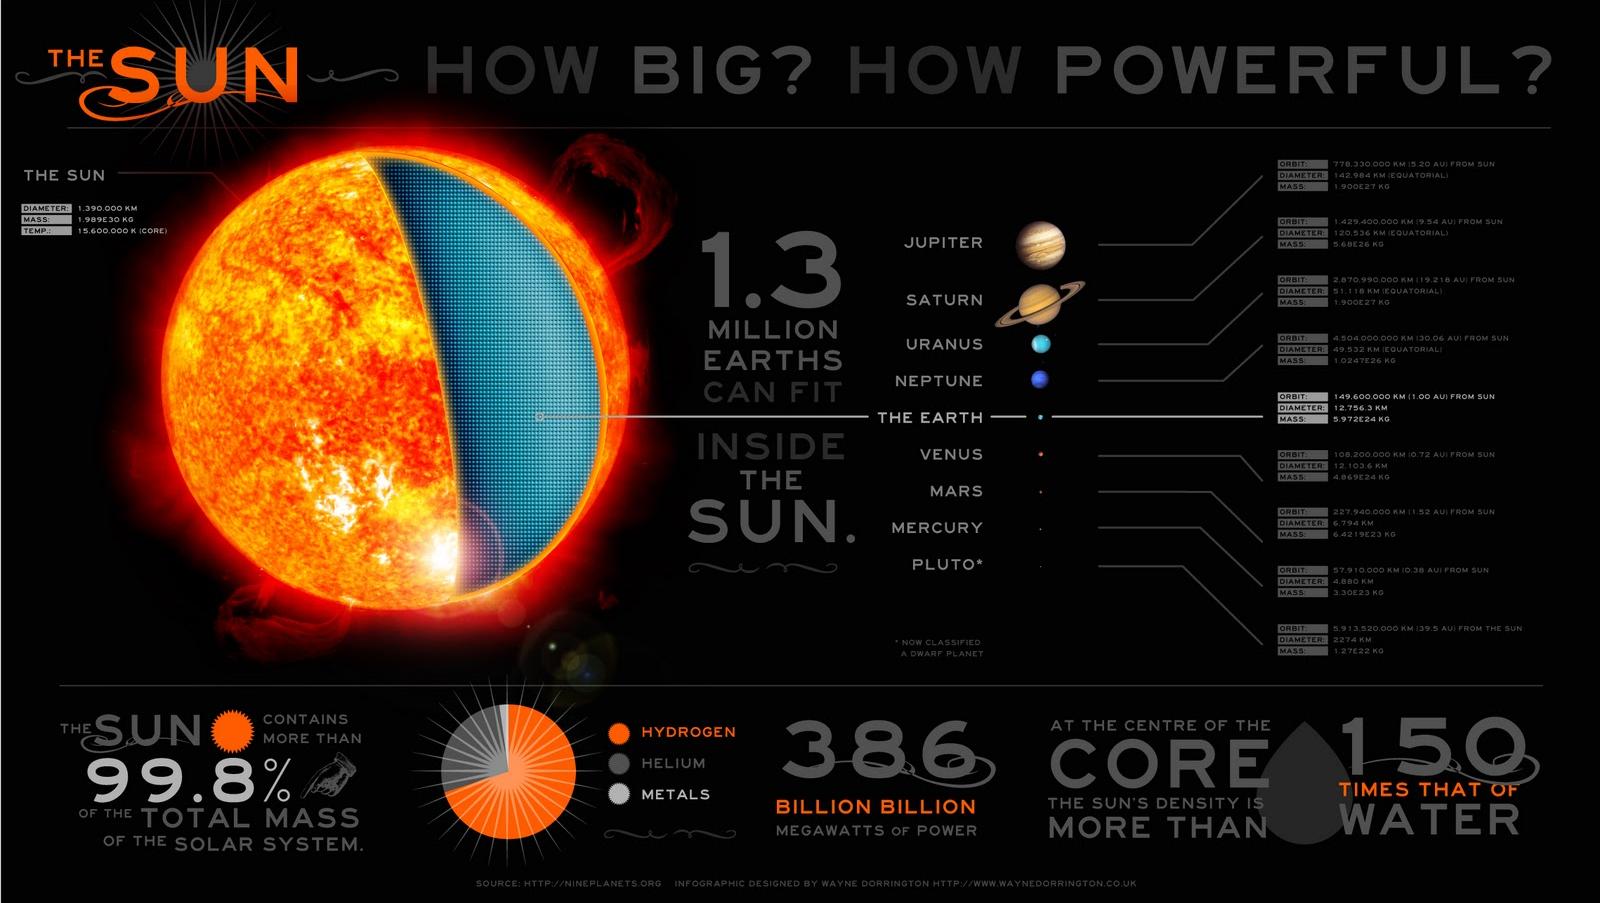 THE SUN
HOW BIG? HOW POWERFUL?
THE SUN
DIAMETER: 1.390.000 KM
MASS: 1.989E30 KG
TEMP.: 15.600.000 K (CORE)
1.3
MILLION
EARTHS
CAN FIT
INSIDE
THE
SUN.
JUPITER
SATURN
URANUS
NEPTUNE
THE EARTH
VENUS
MARS
MERCURY
PLUTO*
* NOW CLASSIFIED
A DWARF PLANET
ORBIT: 778.330.000 KM (5.20 AU) FROM SUN
DIAMETER: 142.984 KM (EQUATORIAL)
MASS: 1.900E27 KG
ORBIT: 1.429.400.000 KM (9.54 AU) FROM SUN
DIAMETER: 120.536 KM (EQUATORIAL)
MASS: 5.68E26 KG
ORBIT: 2.870.990.000 KM (19.218 AU) FROM SUN
DIAMETER: 51.118 KM (EQUATORIAL)
MASS: 1.900E27 KG
ORBIT: 4.504.000.000 KM (30.06 AU) FROM SUN
DIAMETER: 49.532 KM (EQUATORIAL)
MASS: 1.0247E26 KG
ORBIT: 149.600.000 KM (1.00 AU) FROM SUN
DIAMETER: 12.756.3 KM
MASS: 5.972E24 KG
ORBIT: 108.200.000 KM (0.72 AU) FROM SUN
DIAMETER: 12.103.6 KM
MASS: 4.869E24 KG
ORBIT: 227.940.000 KM (1.52 AU) FROM SUN
DIAMETER: 6.794 KM
MASS: 6.4219E23 KG
ORBIT: 57.910.000 KM (0.38 AU) FROM SUN
DIAMETER: 4.880 KM
MASS: 3.30E23 KG
ORBIT: 5.913.520.000 KM (39.5 AU) FROM THE SUN
DIAMETER: 2274 KM
MASS: 1.27E22 KG
THE SUN CONTAINS
MORE THAN
99.8%
OF THE TOTAL MASS
OF THE SOLAR SYSTEM.
HYDROGEN
HELIUM
METALS
386
BILLION BILLION
MEGAWATTS OF POWER
AT THE CENTRE OF THE
CORE
THE SUN'S DENSITY IS
MORE THAN
150
TIMES THAT OF
WATER
SOURCE: HTTP://NINEPLANETS.ORG INFOGRAPHIC DESIGNED BY WAYNE DORRINGTON HTTP://WWW.WAYNEDORRINGTON.CO.UK